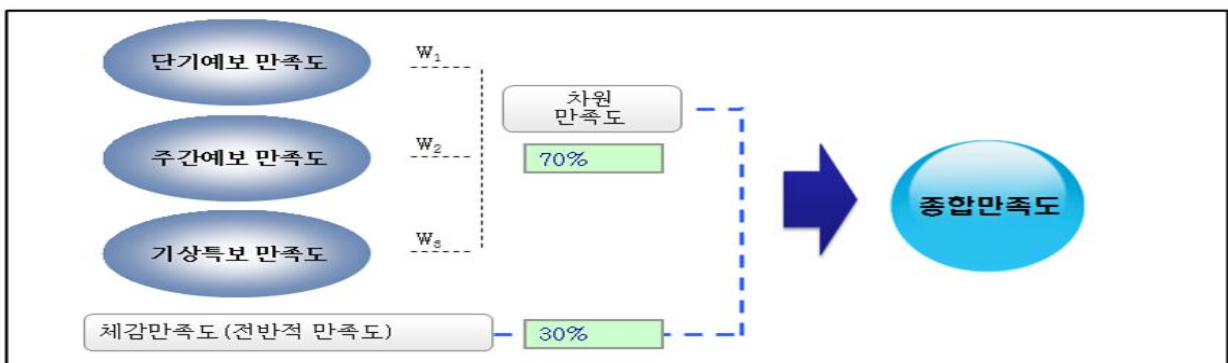 단기예보 만족도
W₁
차원
만족도
주간예보 만족도
W₂
70%
종합만족도
기상특보 만족도
W₃
체감만족도(전반적 만족도)
30%